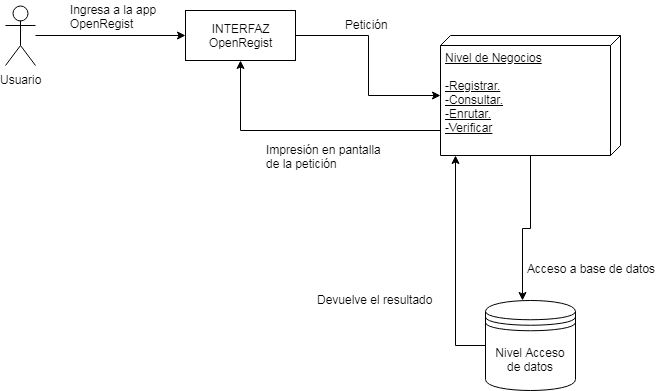 Ingresa a la app
OpenRegist
Usuario
INTERFAZ
OpenRegist
Petición
Nivel de Negocios
-Registrar.
-Consultar.
-Enrutar.
-Verificar
Impresión en pantalla
de la petición
Acceso a base de datos
Devuelve el resultado
Nivel Acceso
de datos